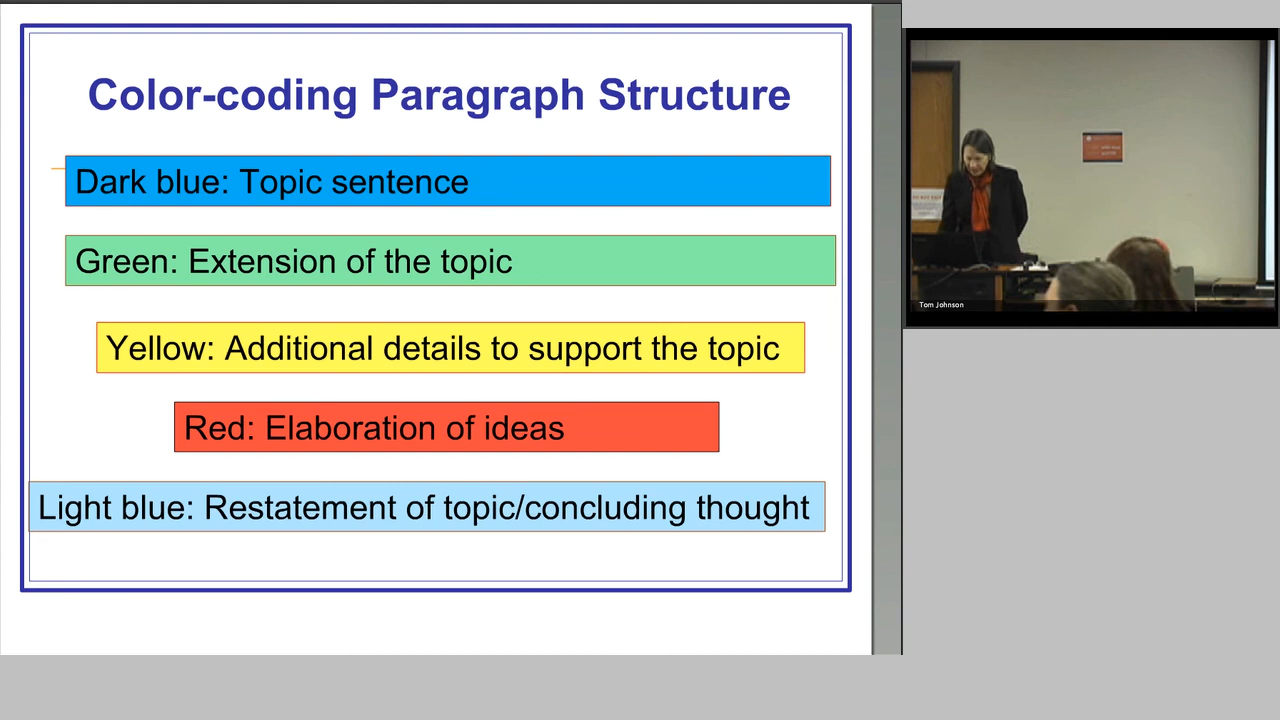 Color-coding Paragraph Structure
Dark blue: Topic sentence
Green: Extension of the topic
Yellow: Additional details to support the topic
Red: Elaboration of ideas
Light blue: Restatement of topic/concluding thought
Tom Johnson